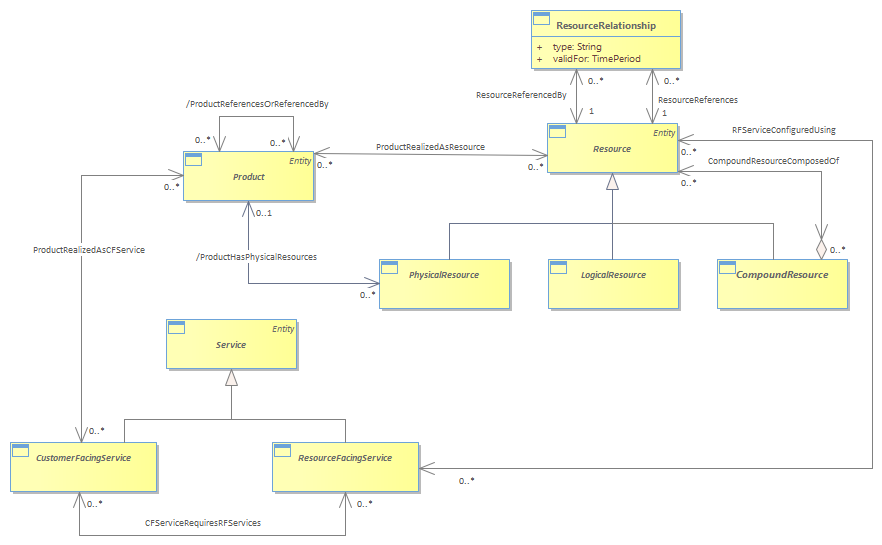 ResourceRelationship
+ type: String
+ validFor: TimePeriod
0..*
0..*
ResourceReferencedBy
ResourceReferences
1
1
/ProductReferencesOrReferencedBy
0..*
0..*
Entity
Product
0..*
0..*
ProductRealizedAsResource
0..*
Entity
Resource
0..*
RFServiceConfiguredUsing
CompoundResourceComposedOf
0..*
0..1
ProductRealizedAsCFService
/ProductHasPhysicalResources
0..*
PhysicalResource
LogicalResource
0..*
CompoundResource
Entity
Service
0..*
CustomerFacingService
ResourceFacingService
0..*
0..*
0..*
CFServiceRequiresRFServices